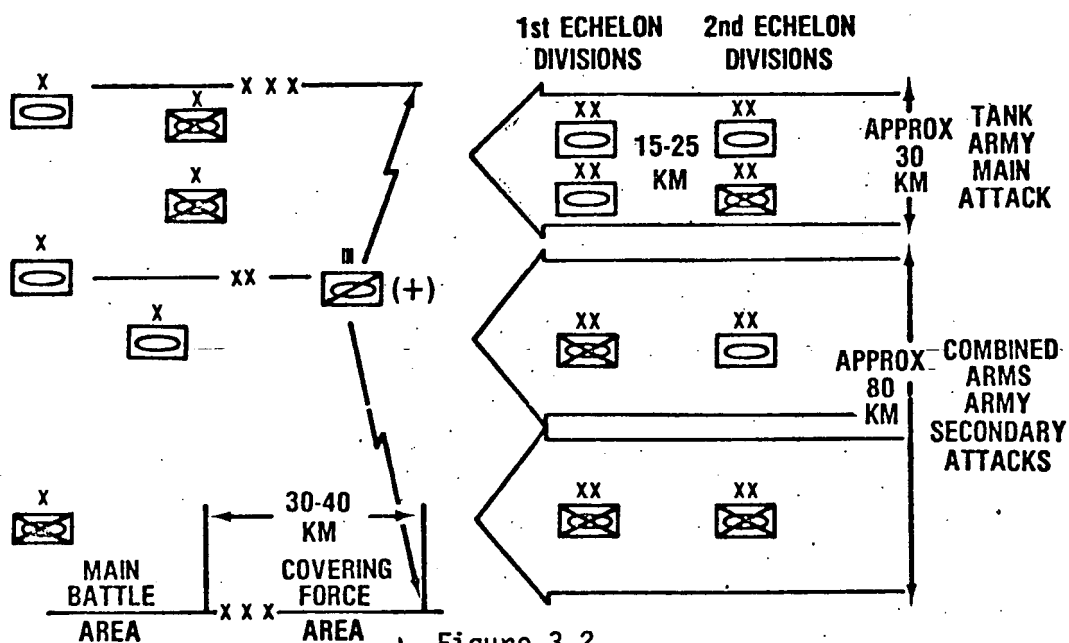 1st ECHELON
DIVISIONS
2nd ECHELON
DIVISIONS
X
X X X
X
XX
XX
APPROX
30
KM
TANK
ARMY
MAIN
ATTACK
15-25
KM
XX
XX
X
XX
III
(+)
X
XX
XX
APPROX
80
KM
COMBINED
ARMS
ARMY
SECONDARY
ATTACKS
X
30-40
KM
XX
XX
MAIN
BATTLE
AREA
X X X
COVERING
FORCE
AREA
Figure 3.2